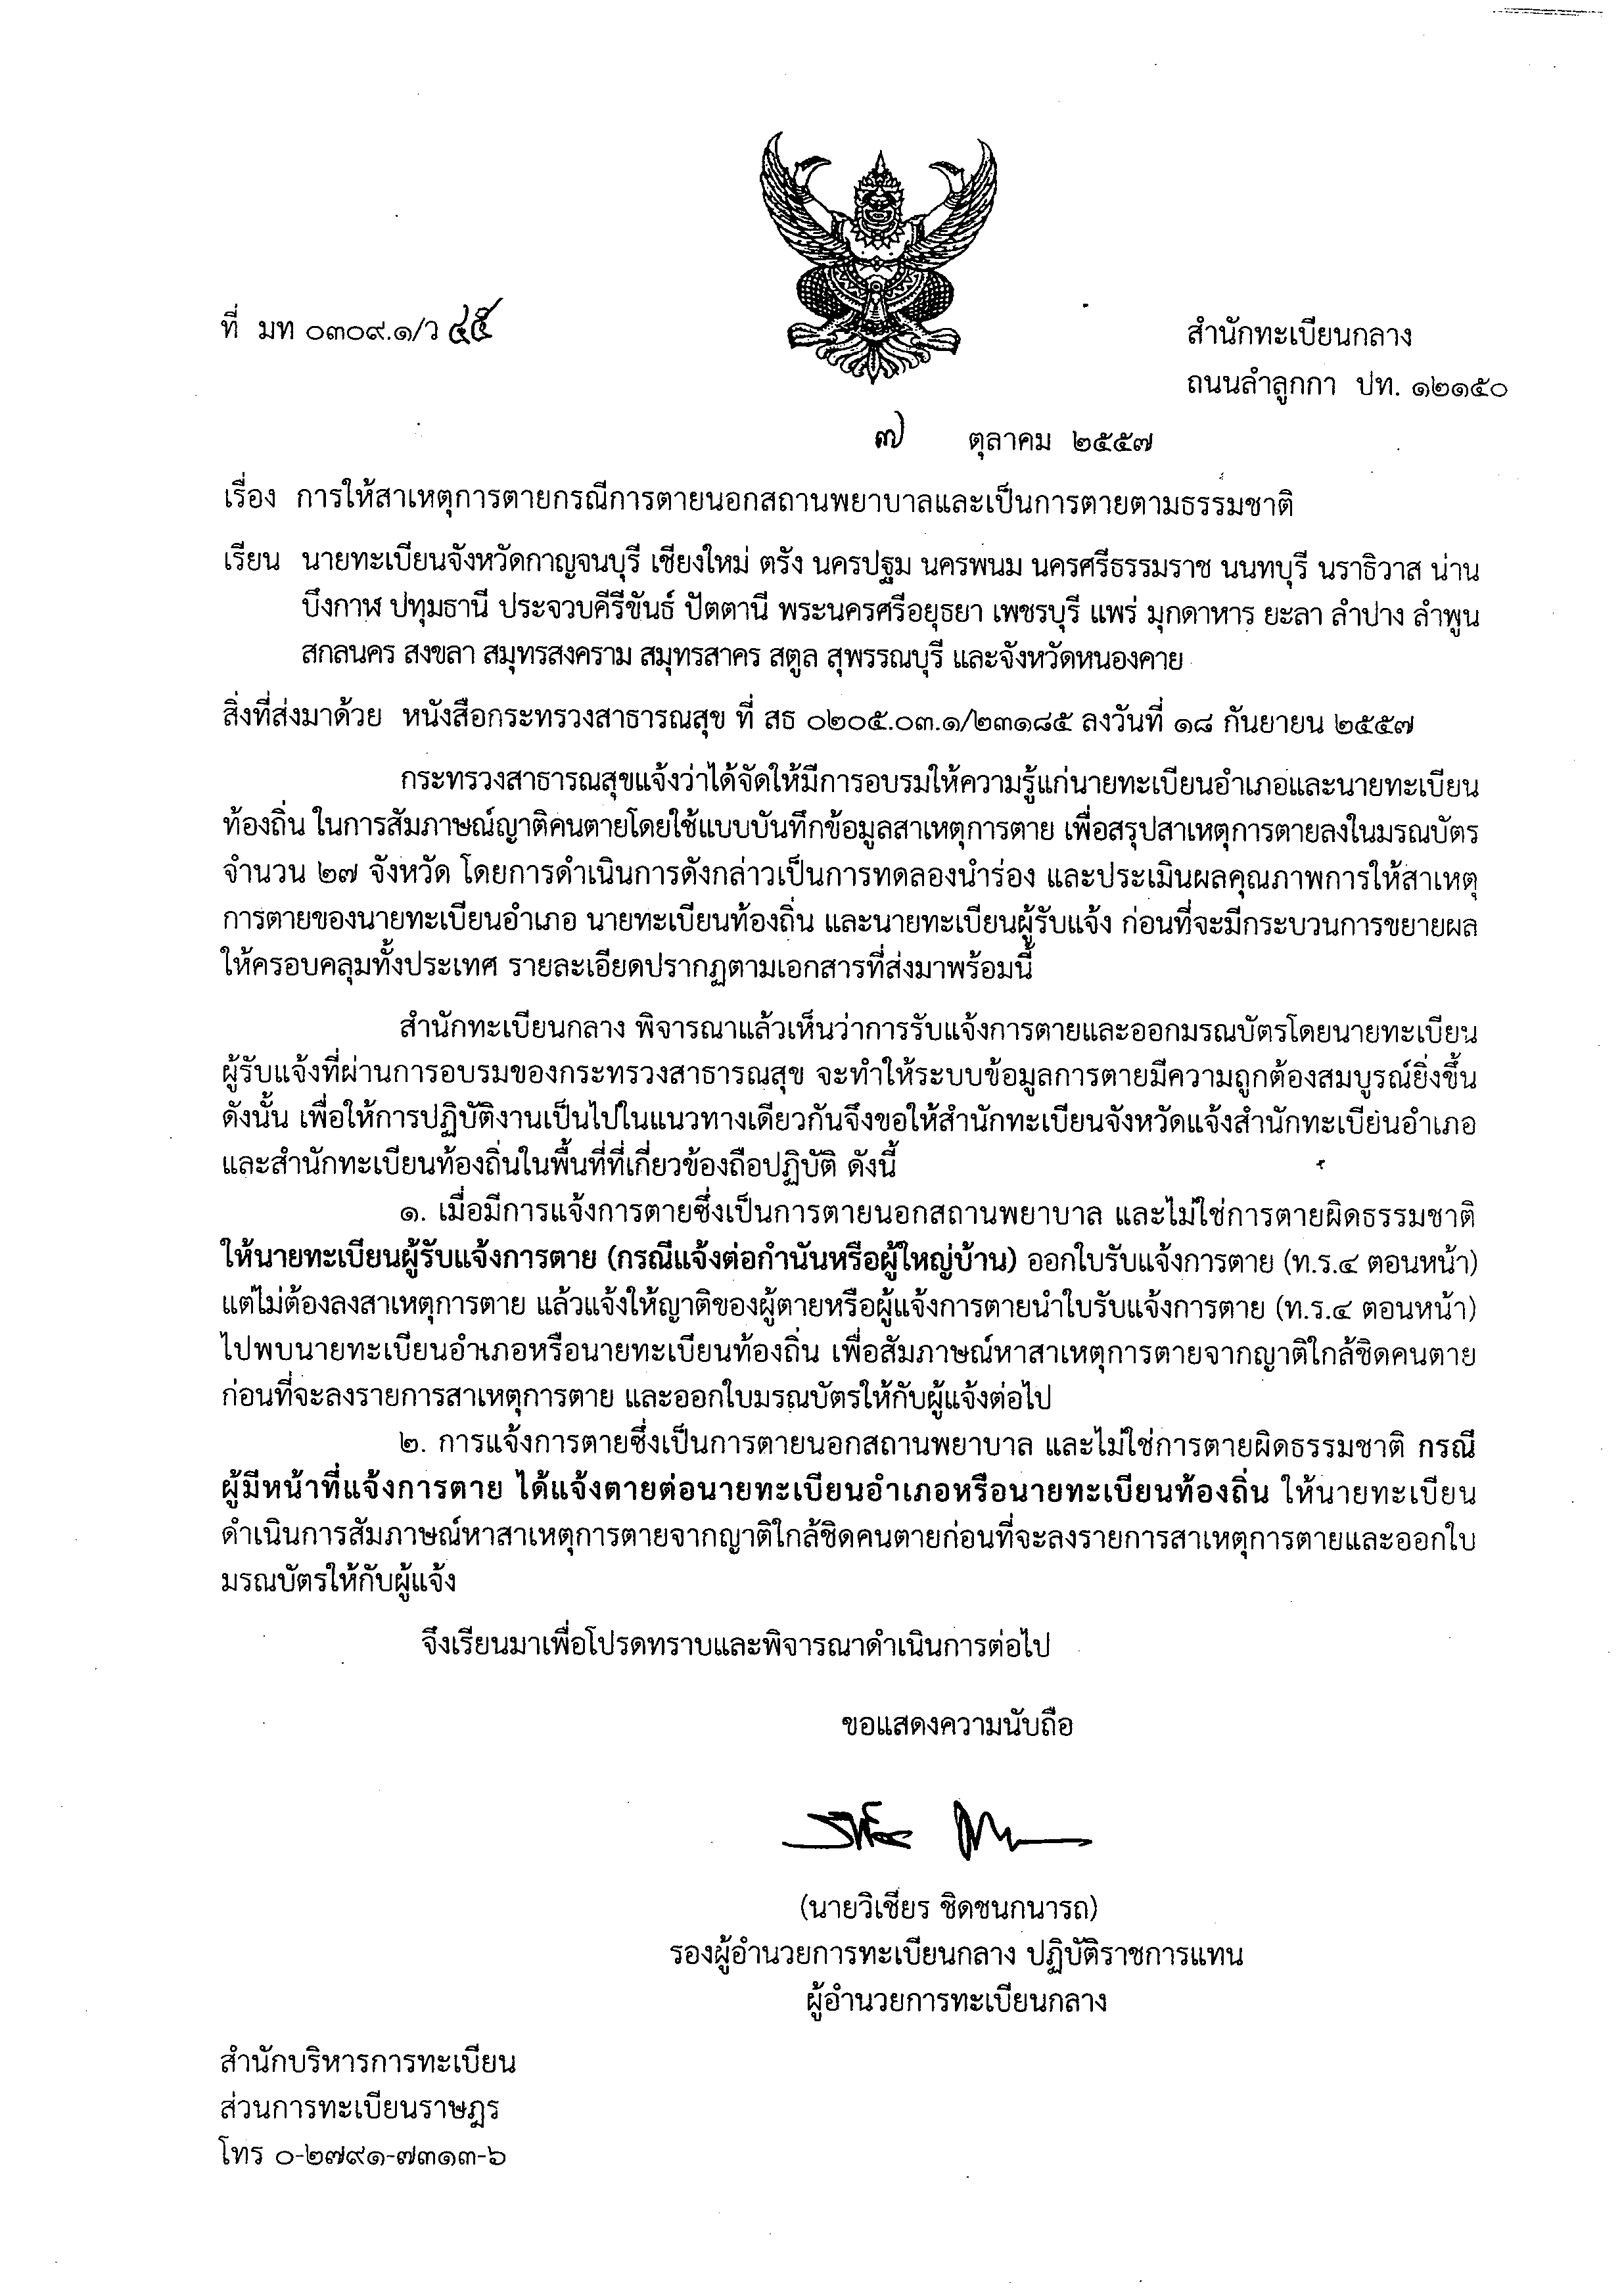 ที่ มท ๐๓๐๙.๑/ว ๔๕
สำนักทะเบียนกลาง
ถนนลำลูกกา ปท. ๑๒๑๕๐
๗ ตุลาคม ๒๕๕๗
เรื่อง การให้สาเหตุการตายกรณีการตายนอกสถานพยาบาลและเป็นการตายตามธรรมชาติ
เรียน นายทะเบียนจังหวัดกาญจนบุรี เชียงใหม่ ตรัง นครปฐม นครพนม นครศรีธรรมราช นนทบุรี นราธิวาส น่าน
บึงกาฬ ปทุมธานี ประจวบคีรีขันธ์ ปัตตานี พระนครศรีอยุธยา เพชรบุรี แพร่ มุกดาหาร ยะลา ลำปาง ลำพูน
สกลนคร สงขลา สมุทรสงคราม สมุทรสาคร สตูล สุพรรณบุรี และจังหวัดหนองคาย
สิ่งที่ส่งมาด้วย หนังสือกระทรวงสาธารณสุข ที่ สธ ๐๒๐๕.๐๓.๑/๒๓๑๘๕ ลงวันที่ ๑๘ กันยายน ๒๕๕๗
กระทรวงสาธารณสุขแจ้งว่าได้จัดให้มีการอบรมให้ความรู้แก่นายทะเบียนอำเภอและนายทะเบียน
ท้องถิ่น ในการสัมภาษณ์ญาติคนตายโดยใช้แบบบันทึกข้อมูลสาเหตุการตาย เพื่อสรุปสาเหตุการตายลงในมรณบัตร
จำนวน ๒๗ จังหวัด โดยการดำเนินการดังกล่าวเป็นการทดลองนำร่อง และประเมินผลคุณภาพการให้สาเหตุ
การตายของนายทะเบียนอำเภอ นายทะเบียนท้องถิ่น และนายทะเบียนผู้รับแจ้ง ก่อนที่จะมีกระบวนการขยายผล
ให้ครอบคลุมทั้งประเทศ รายละเอียดปรากฏตามเอกสารที่ส่งมาพร้อมนี้
สำนักทะเบียนกลาง พิจารณาแล้วเห็นว่าการรับแจ้งการตายและออกมรณบัตรโดยนายทะเบียน
ผู้รับแจ้งที่ผ่านการอบรมของกระทรวงสาธารณสุข จะทำให้ระบบข้อมูลการตายมีความถูกต้องสมบูรณ์ยิ่งขึ้น
ดังนั้น เพื่อให้การปฏิบัติงานเป็นไปในแนวทางเดียวกันจึงขอให้สำนักทะเบียนจังหวัดแจ้งสำนักทะเบียนอำเภอ
และสำนักทะเบียนท้องถิ่นในพื้นที่ที่เกี่ยวข้องถือปฏิบัติ ดังนี้
๑. เมื่อมีการแจ้งการตายซึ่งเป็นการตายนอกสถานพยาบาล และไม่ใช่การตายผิดธรรมชาติ
ให้นายทะเบียนผู้รับแจ้งการตาย (กรณีแจ้งต่อกำนันหรือผู้ใหญ่บ้าน) ออกใบรับแจ้งการตาย (ท.ร.๔ ตอนหน้า)
แต่ไม่ต้องลงสาเหตุการตาย แล้วแจ้งให้ญาติของผู้ตายหรือผู้แจ้งการตายนำใบรับแจ้งการตาย (ท.ร.๔ ตอนหน้า)
ไปพบนายทะเบียนอำเภอหรือนายทะเบียนท้องถิ่น เพื่อสัมภาษณ์หาสาเหตุการตายจากญาติใกล้ชิดคนตาย
ก่อนที่จะลงรายการสาเหตุการตาย และออกใบมรณบัตรให้กับผู้แจ้งต่อไป
๒. การแจ้งการตายซึ่งเป็นการตายนอกสถานพยาบาล และไม่ใช่การตายผิดธรรมชาติ กรณี
ผู้มีหน้าที่แจ้งการตาย ได้แจ้งตายต่อนายทะเบียนอำเภอหรือนายทะเบียนท้องถิ่น ให้นายทะเบียน
ดำเนินการสัมภาษณ์หาสาเหตุการตายจากญาติใกล้ชิดคนตายก่อนที่จะลงรายการสาเหตุการตายและออกใบ
มรณบัตรให้กับผู้แจ้ง
จึงเรียนมาเพื่อโปรดทราบและพิจารณาดำเนินการต่อไป
ขอแสดงความนับถือ
(นายวิเชียร ชิดชนกนารถ)
รองผู้อำนวยการทะเบียนกลาง ปฏิบัติราชการแทน
ผู้อำนวยการทะเบียนกลาง
สำนักบริหารการทะเบียน
ส่วนการทะเบียนราษฎร
โทร ๐-๒๗๙๑-๗๓๑๓-๖